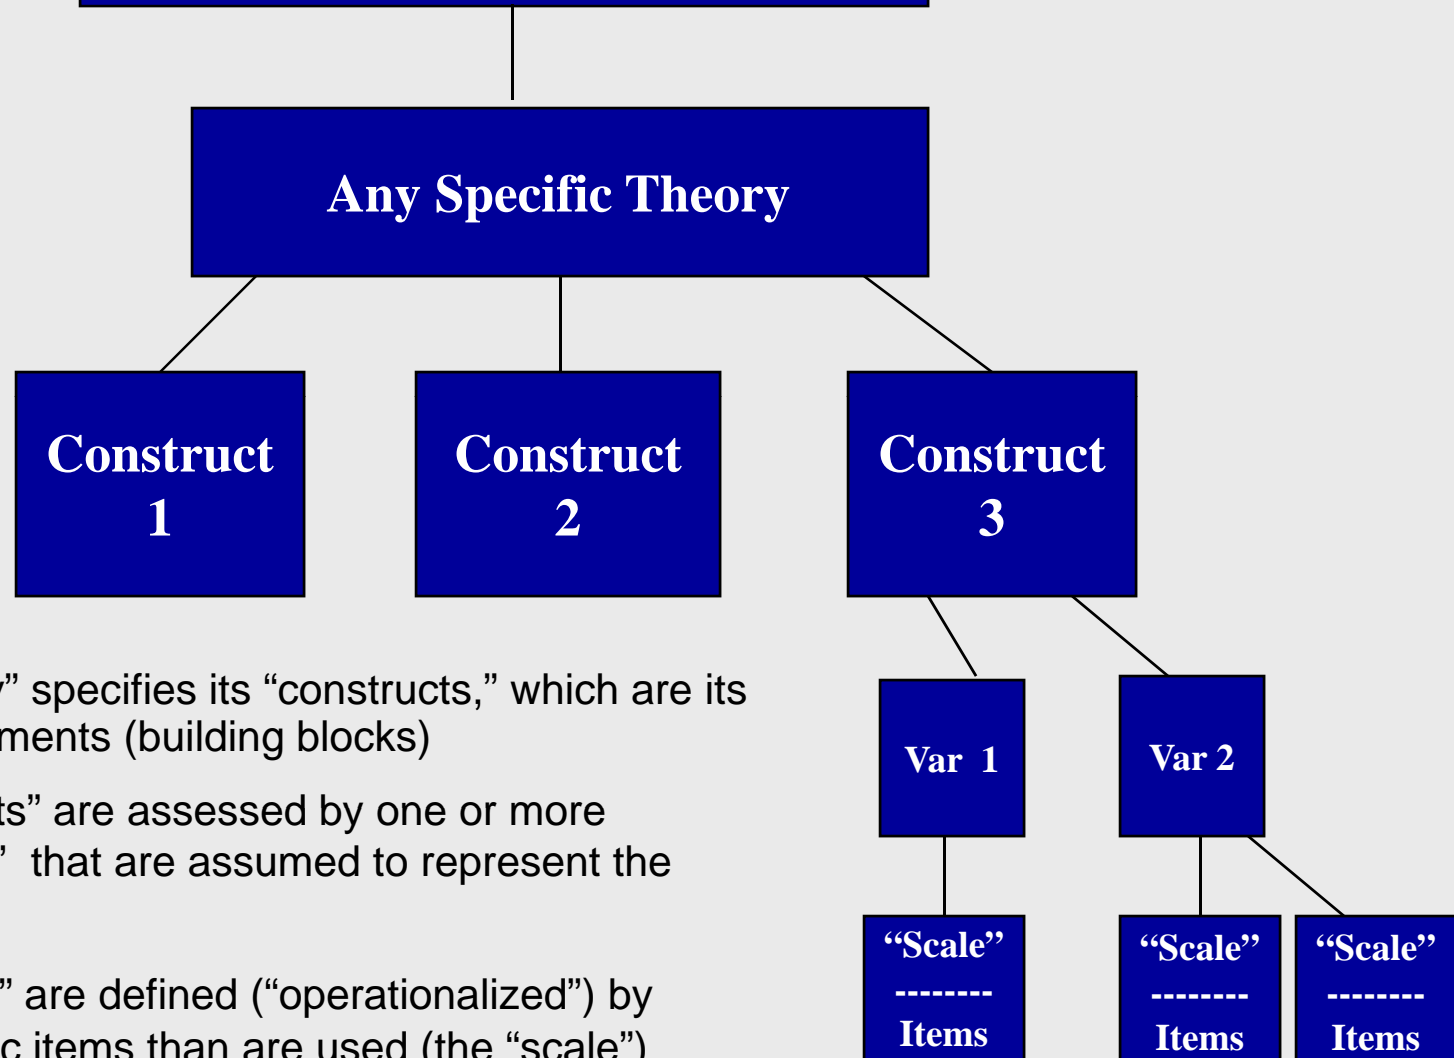 Any Specific Theory
Construct
1
Construct
2
Construct
3
” specifies its “constructs,” which are its
ments (building blocks)
ts” are assessed by one or more
” that are assumed to represent the
” are defined (“operationalized”) by
c items than are used (the “scale”)
Var 1
Var 2
“Scale”
--------
Items
“Scale”
--------
Items
“Scale”
--------
Items